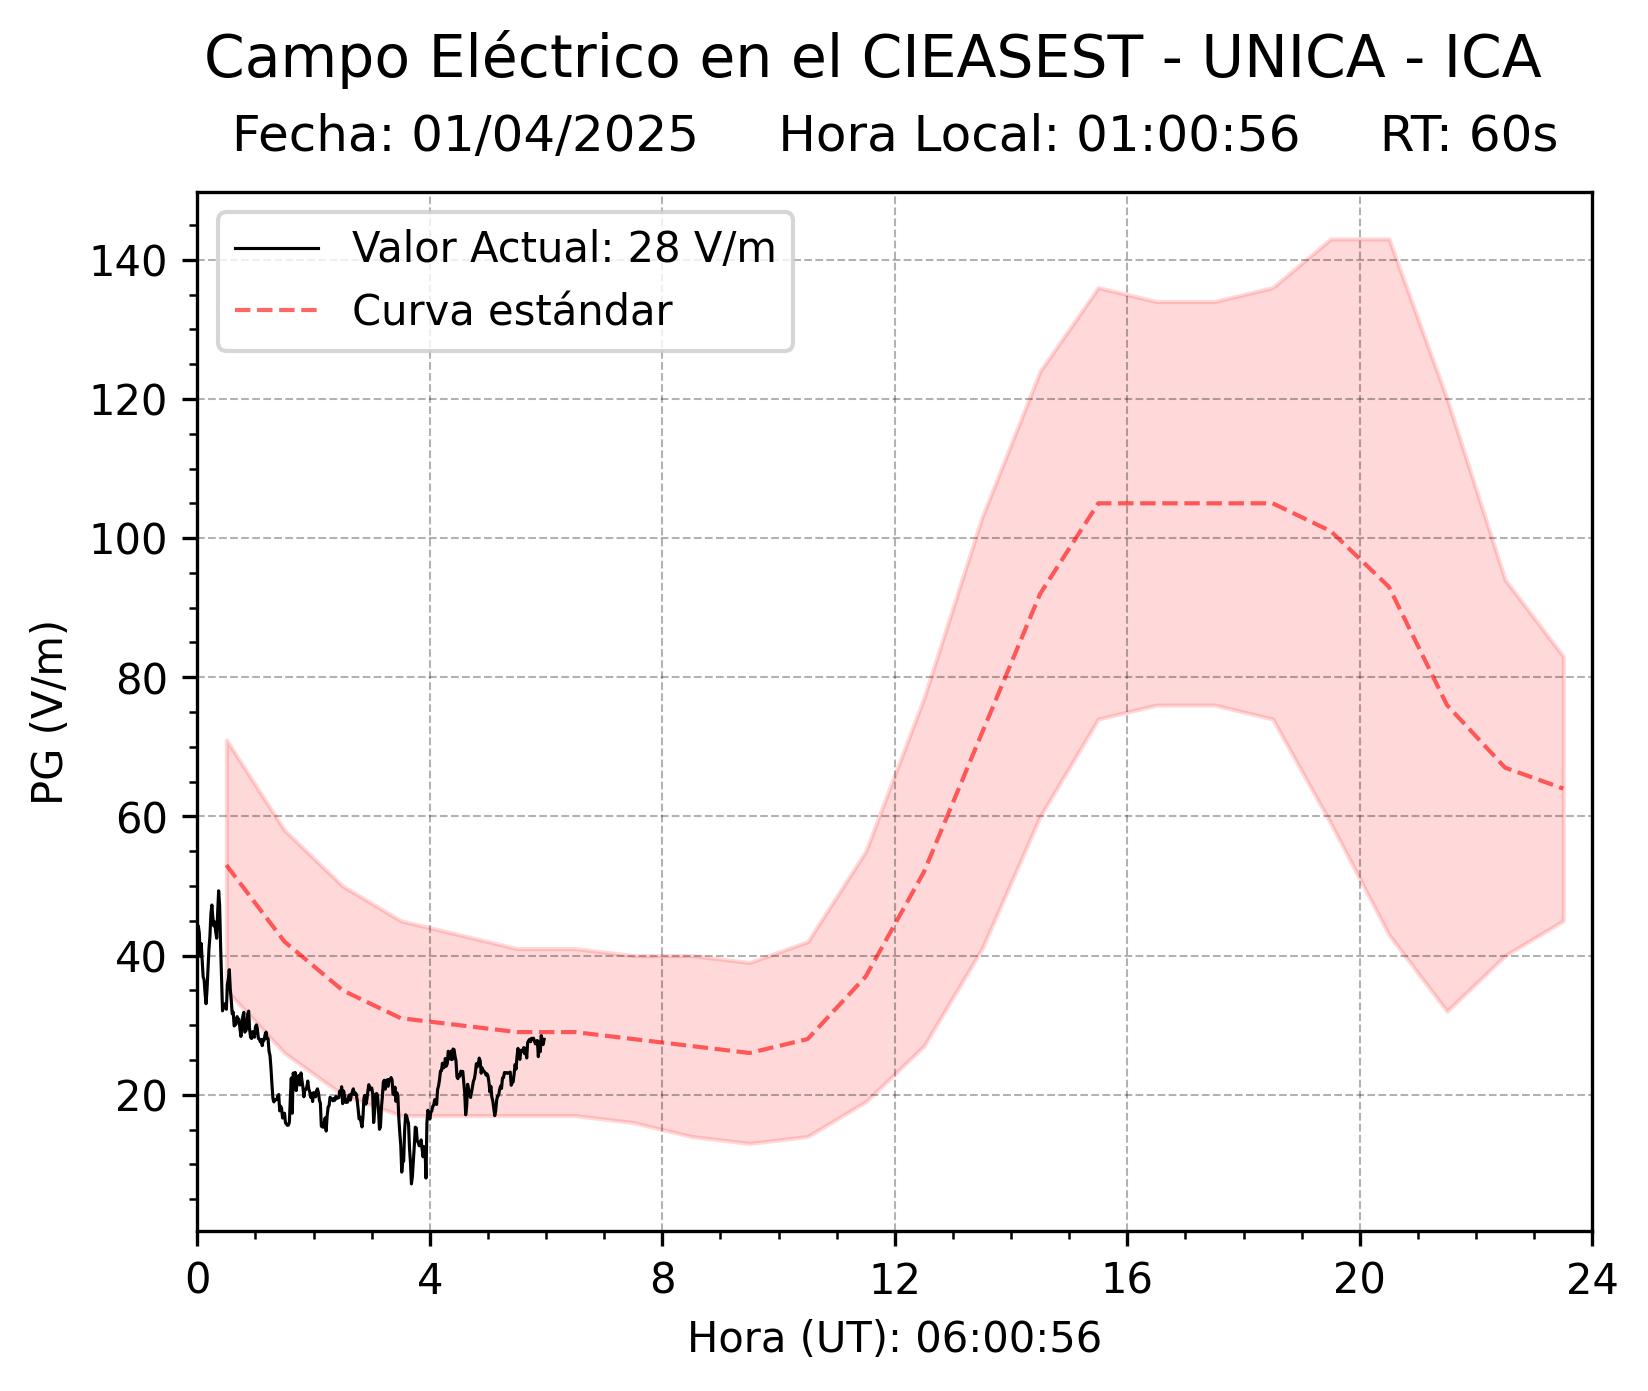 Campo Eléctrico en el CIEASEST - UNICA - ICA
Fecha: 01/04/2025 Hora Local: 01:00:56 RT: 60s
Valor Actual: 28 V/m
Curva estándar
PG (V/m)
140
120
100
80
60
40
20
0 4 8 12 16 20 24
Hora (UT): 06:00:56